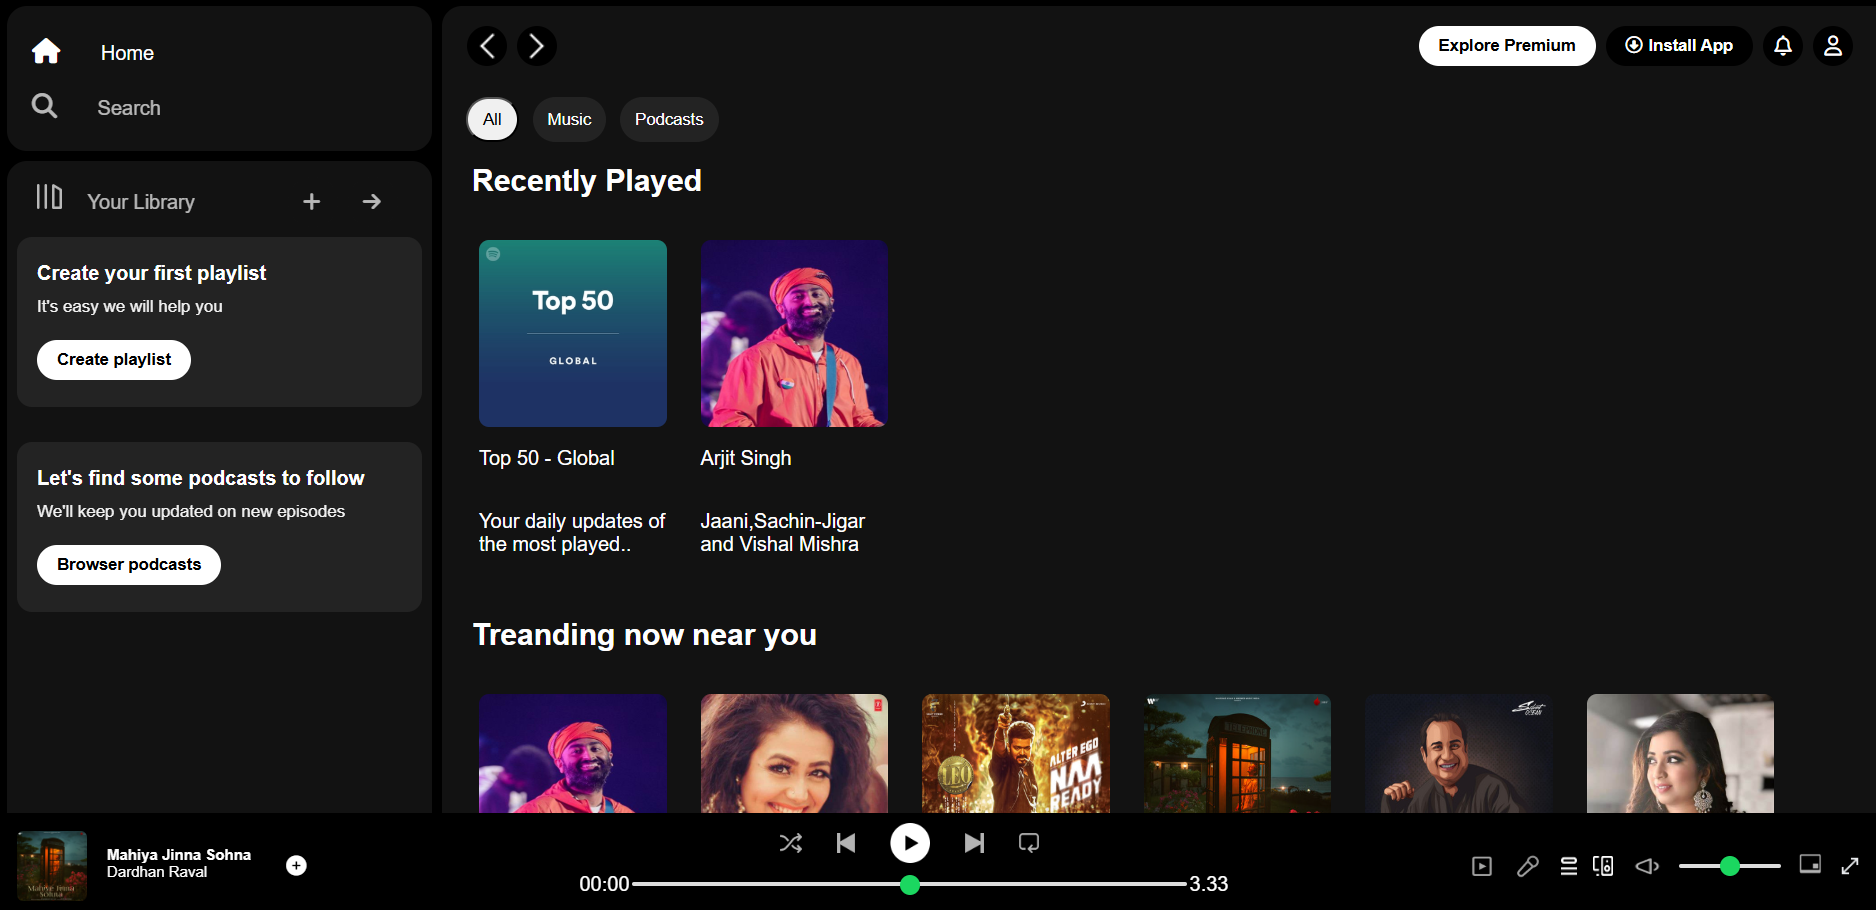 Home
Search
Your Library
Create your first playlist
It's easy we will help you
Create playlist
Let's find some podcasts to follow
We'll keep you updated on new episodes
Browser podcasts
Explore Premium
Install App
All
Music
Podcasts
Recently Played
Top 50
GLOBAL
Top 50 - Global
Your daily updates of
the most played..
Arjit Singh
Jaani,Sachin-Jigar
and Vishal Mishra
Treanding now near you
LEO
ALTER EGO
NAA
READY
TELEPHONE
Mahiye Jinna
Sohna
Mahiya Jinna Sohna
Dardhan Raval
00:00
3.33